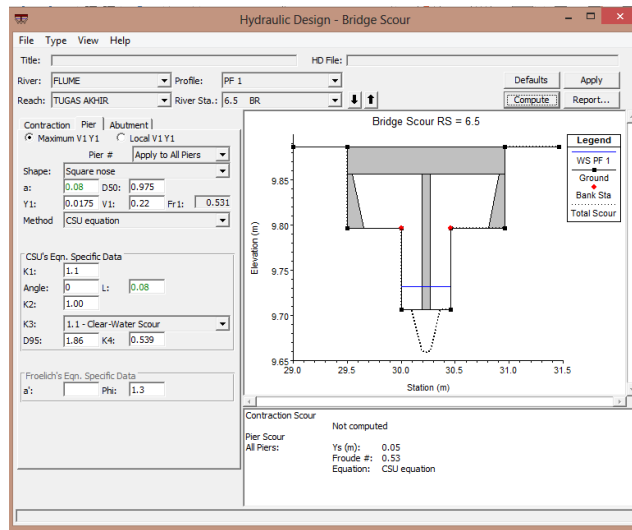 Hydraulic Design - Bridge Scour
File Type View Help
Title: HD File:
River: FLUME Profile: PF 1 Defaults Apply
Reach: TUGAS AKHIR River Sta.: 6.5 BR Compute Report...
Contraction Pier Abutment
Maximum V1 Y1 Local V1 Y1
Pier # Apply to All Piers
Shape: Square nose
a: 0.08 D50: 0.975
Y1: 0.0175 V1: 0.22 Fr1: 0.531
Method CSU equation
CSU's Eqn. Specific Data
K1: 1.1
Angle: 0 L: 0.08
K2: 1.00
K3: 1.1 - Clear-Water Scour
D95: 1.86 K4: 0.539
Froelich's Eqn. Specific Data
a': Phi: 1.3
Bridge Scour RS = 6.5
Legend
WS PF 1
Ground
Bank Sta
Total Scour
Elevation (m)
9.85
9.80
9.75
9.70
9.65
29.0 29.5 30.0 30.5 31.0 31.5
Station (m)
Contraction Scour
Not computed
Pier Scour
All Piers: Ys (m): 0.05
Froude #: 0.53
Equation: CSU equation